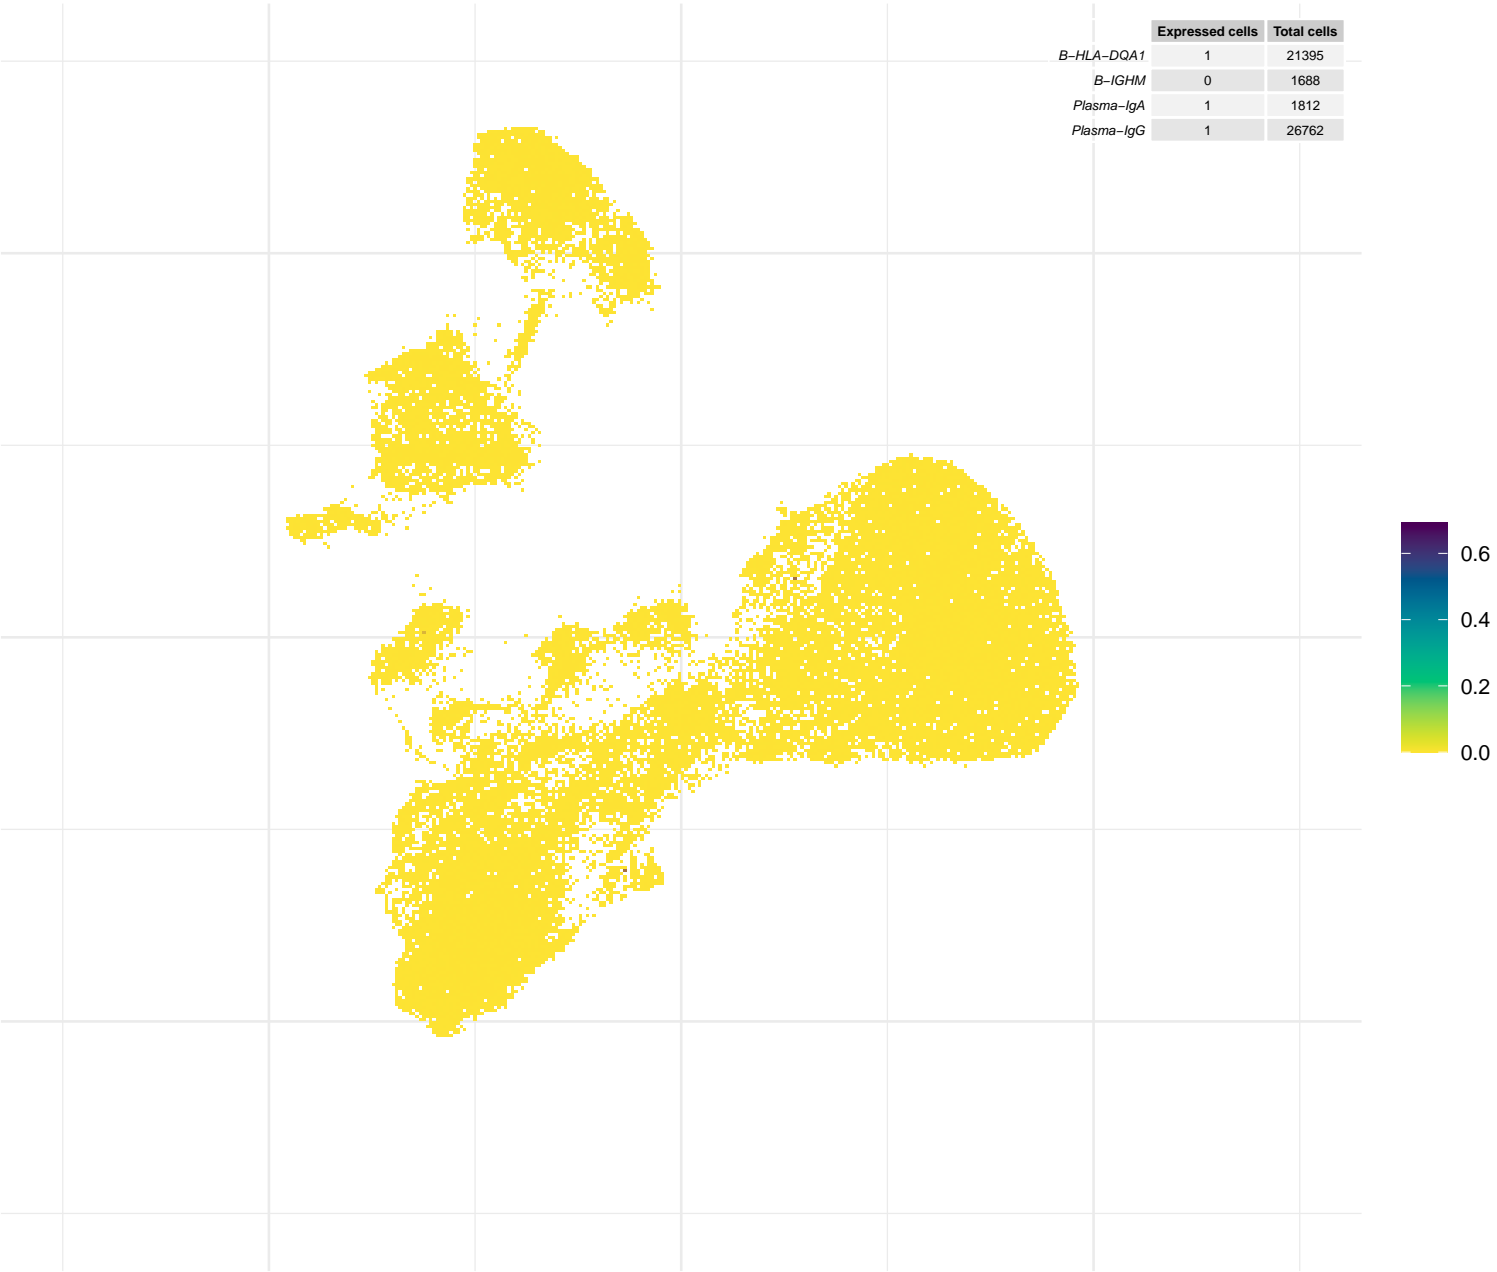 Expressed cells Total cells
B−HLA−DQA1 1 21395
B−IGHM 0 1688
Plasma−IgA 1 1812
Plasma−IgG 1 26762
0.6
0.4
0.2
0.0